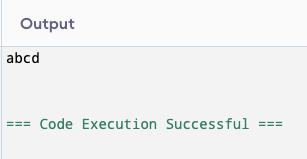 Output
abcd
=== Code Execution Successful ===